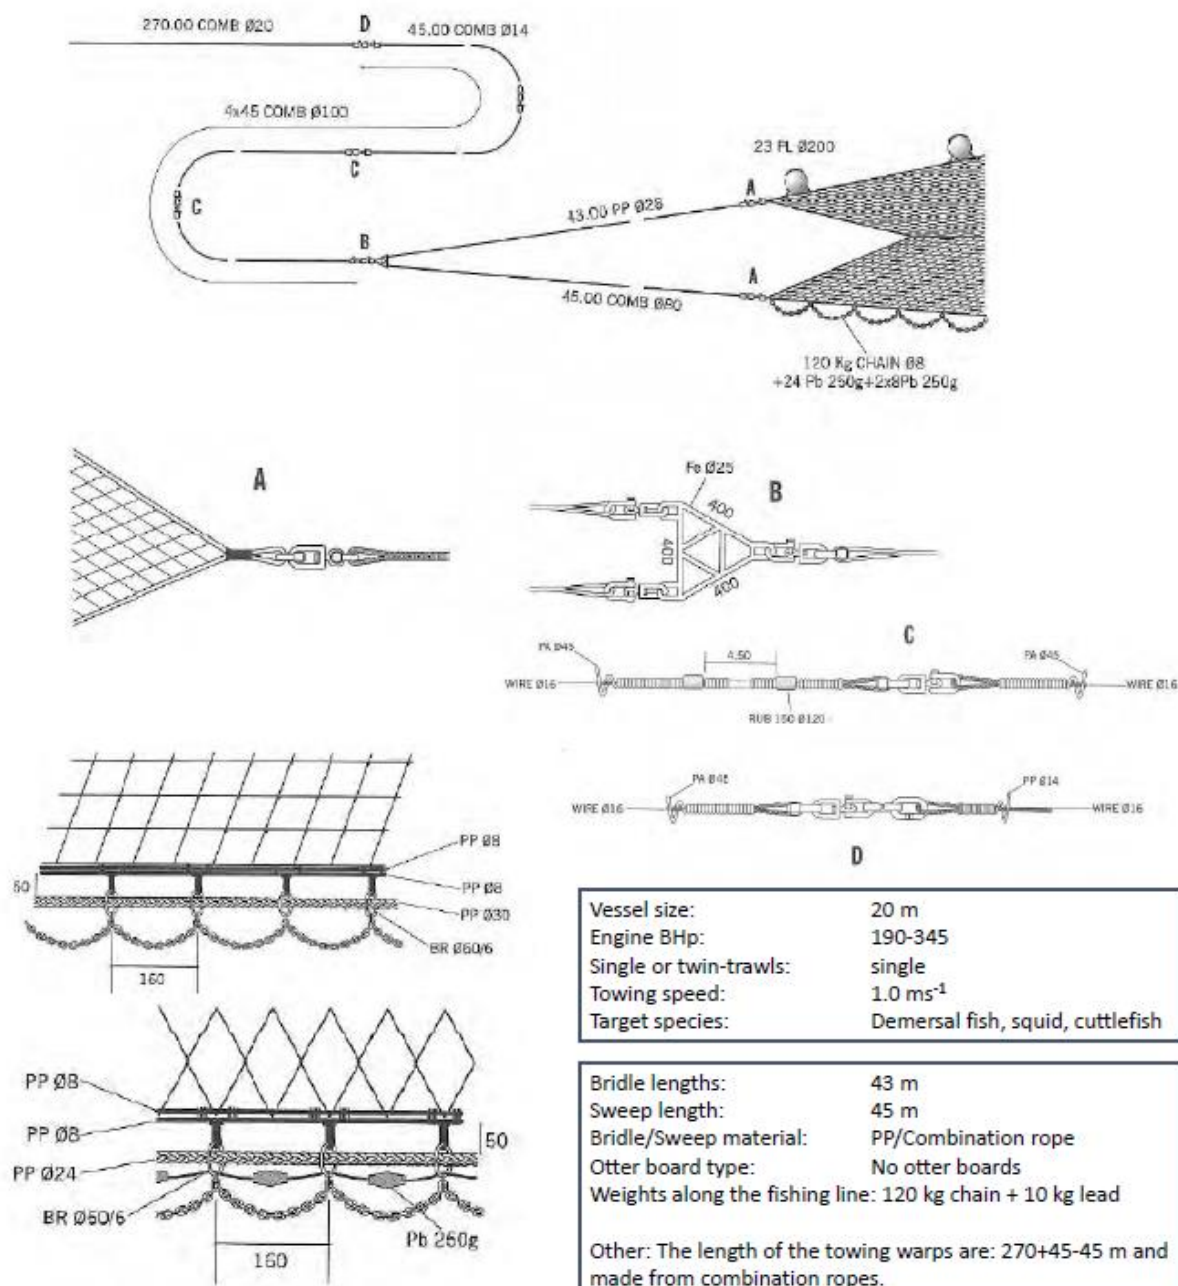 270.00 COMB Ø20
D
45.00 COMB Ø14
4x45 COMB Ø100
C
C
B
43.00 PP Ø28
A
23 FL Ø200
45.00 COMB Ø80
A
120 Kg CHAIN Ø8
+24 Pb 250g+2x8Pb 250g
A
Fe Ø25
B
400
400
400
C
PA Ø45
4.50
PA Ø45
WIRE Ø16
WIRE Ø16
RUB 150 Ø120
PA Ø45
PP Ø14
WIRE Ø16
WIRE Ø16
D
PP Ø8
50
PP Ø8
PP Ø30
BR Ø60/6
160
PP Ø8
PP Ø8
50
PP Ø24
BR Ø60/6
Pb 250g
160
Vessel size: 20 m
Engine BHp: 190-345
Single or twin-trawls: single
Towing speed: 1.0 ms⁻¹
Target species: Demersal fish, squid, cuttlefish
Bridle lengths: 43 m
Sweep length: 45 m
Bridle/Sweep material: PP/Combination rope
Otter board type: No otter boards
Weights along the fishing line: 120 kg chain + 10 kg lead
Other: The length of the towing warps are: 270+45-45 m and
made from combination ropes.